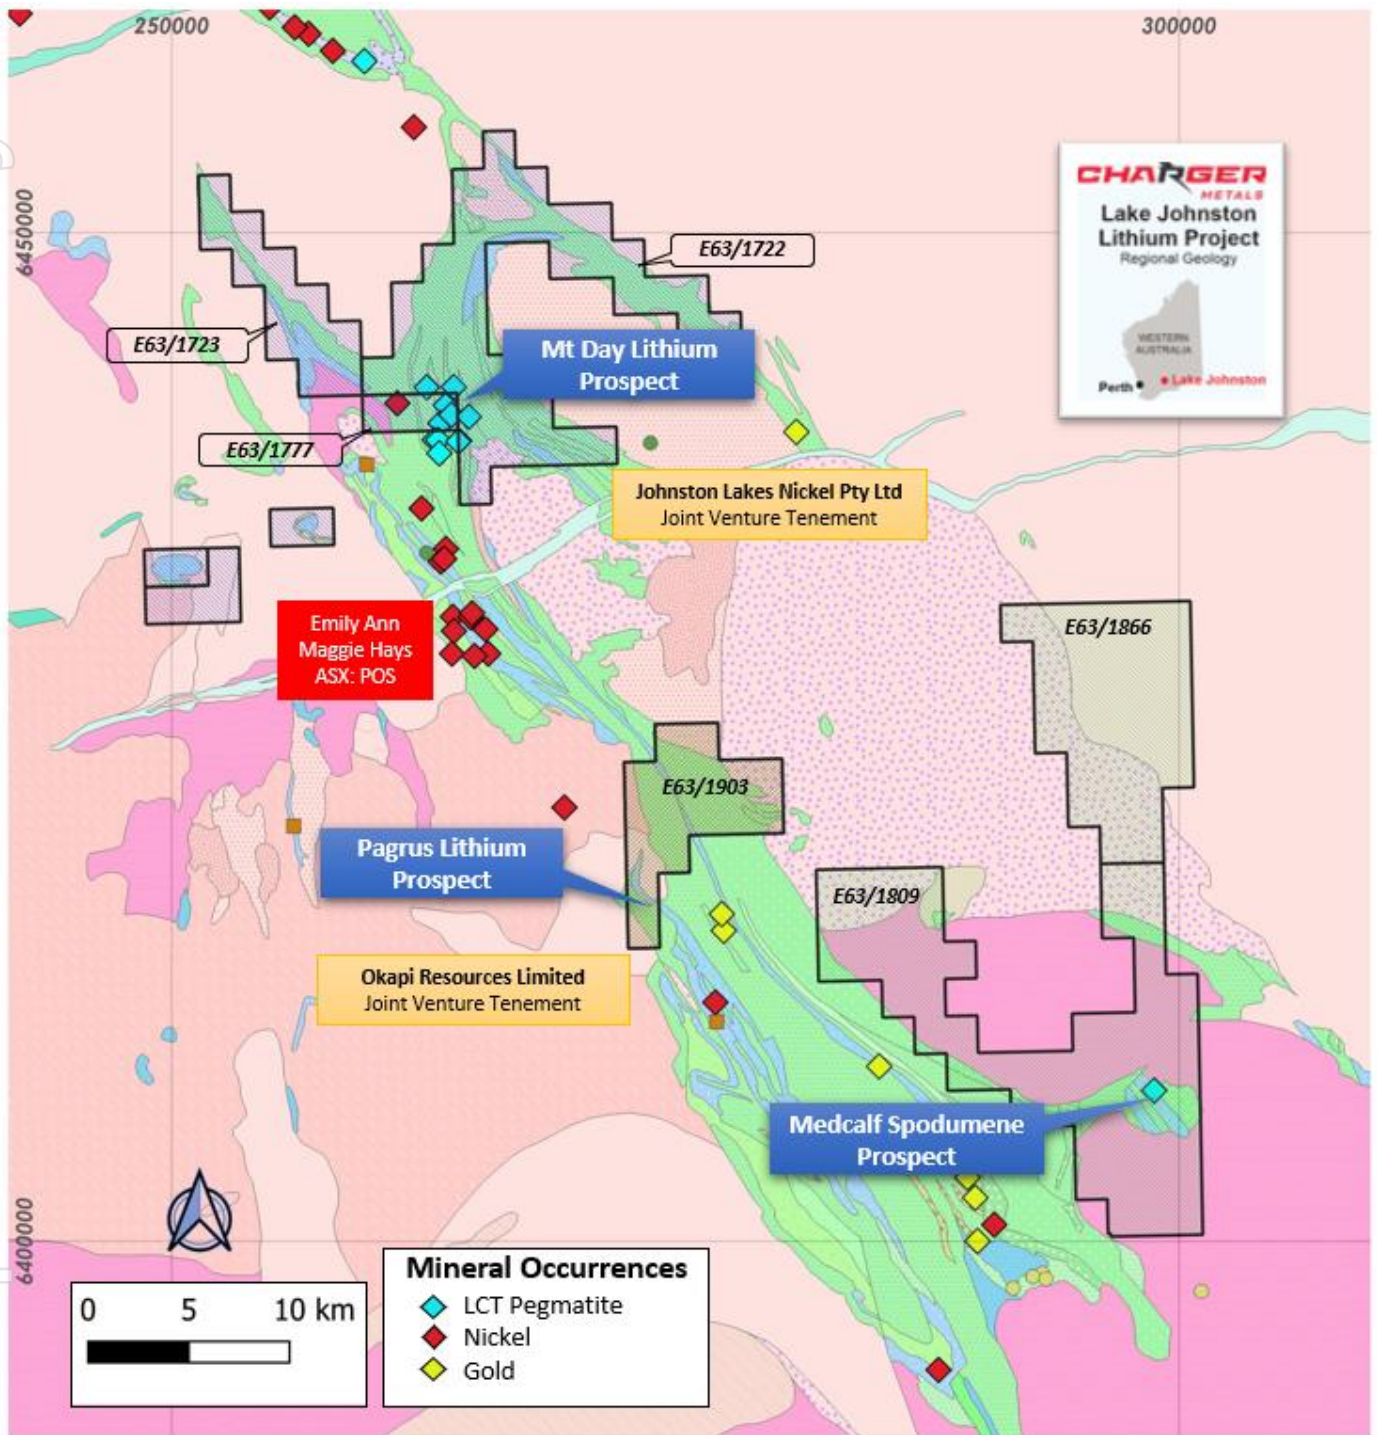 250000
300000
6450000
6400000
CHARGER
METALS
Lake Johnston
Lithium Project
Regional Geology
WESTERN
AUSTRALIA
Perth
Lake Johnston
E63/1722
E63/1723
Mt Day Lithium
Prospect
E63/1777
Johnston Lakes Nickel Pty Ltd
Joint Venture Tenement
Emily Ann
Maggie Hays
ASX: POS
E63/1866
E63/1903
Pagrus Lithium
Prospect
E63/1809
Okapi Resources Limited
Joint Venture Tenement
Medcalf Spodumene
Prospect
0 5 10 km
Mineral Occurrences
LCT Pegmatite
Nickel
Gold